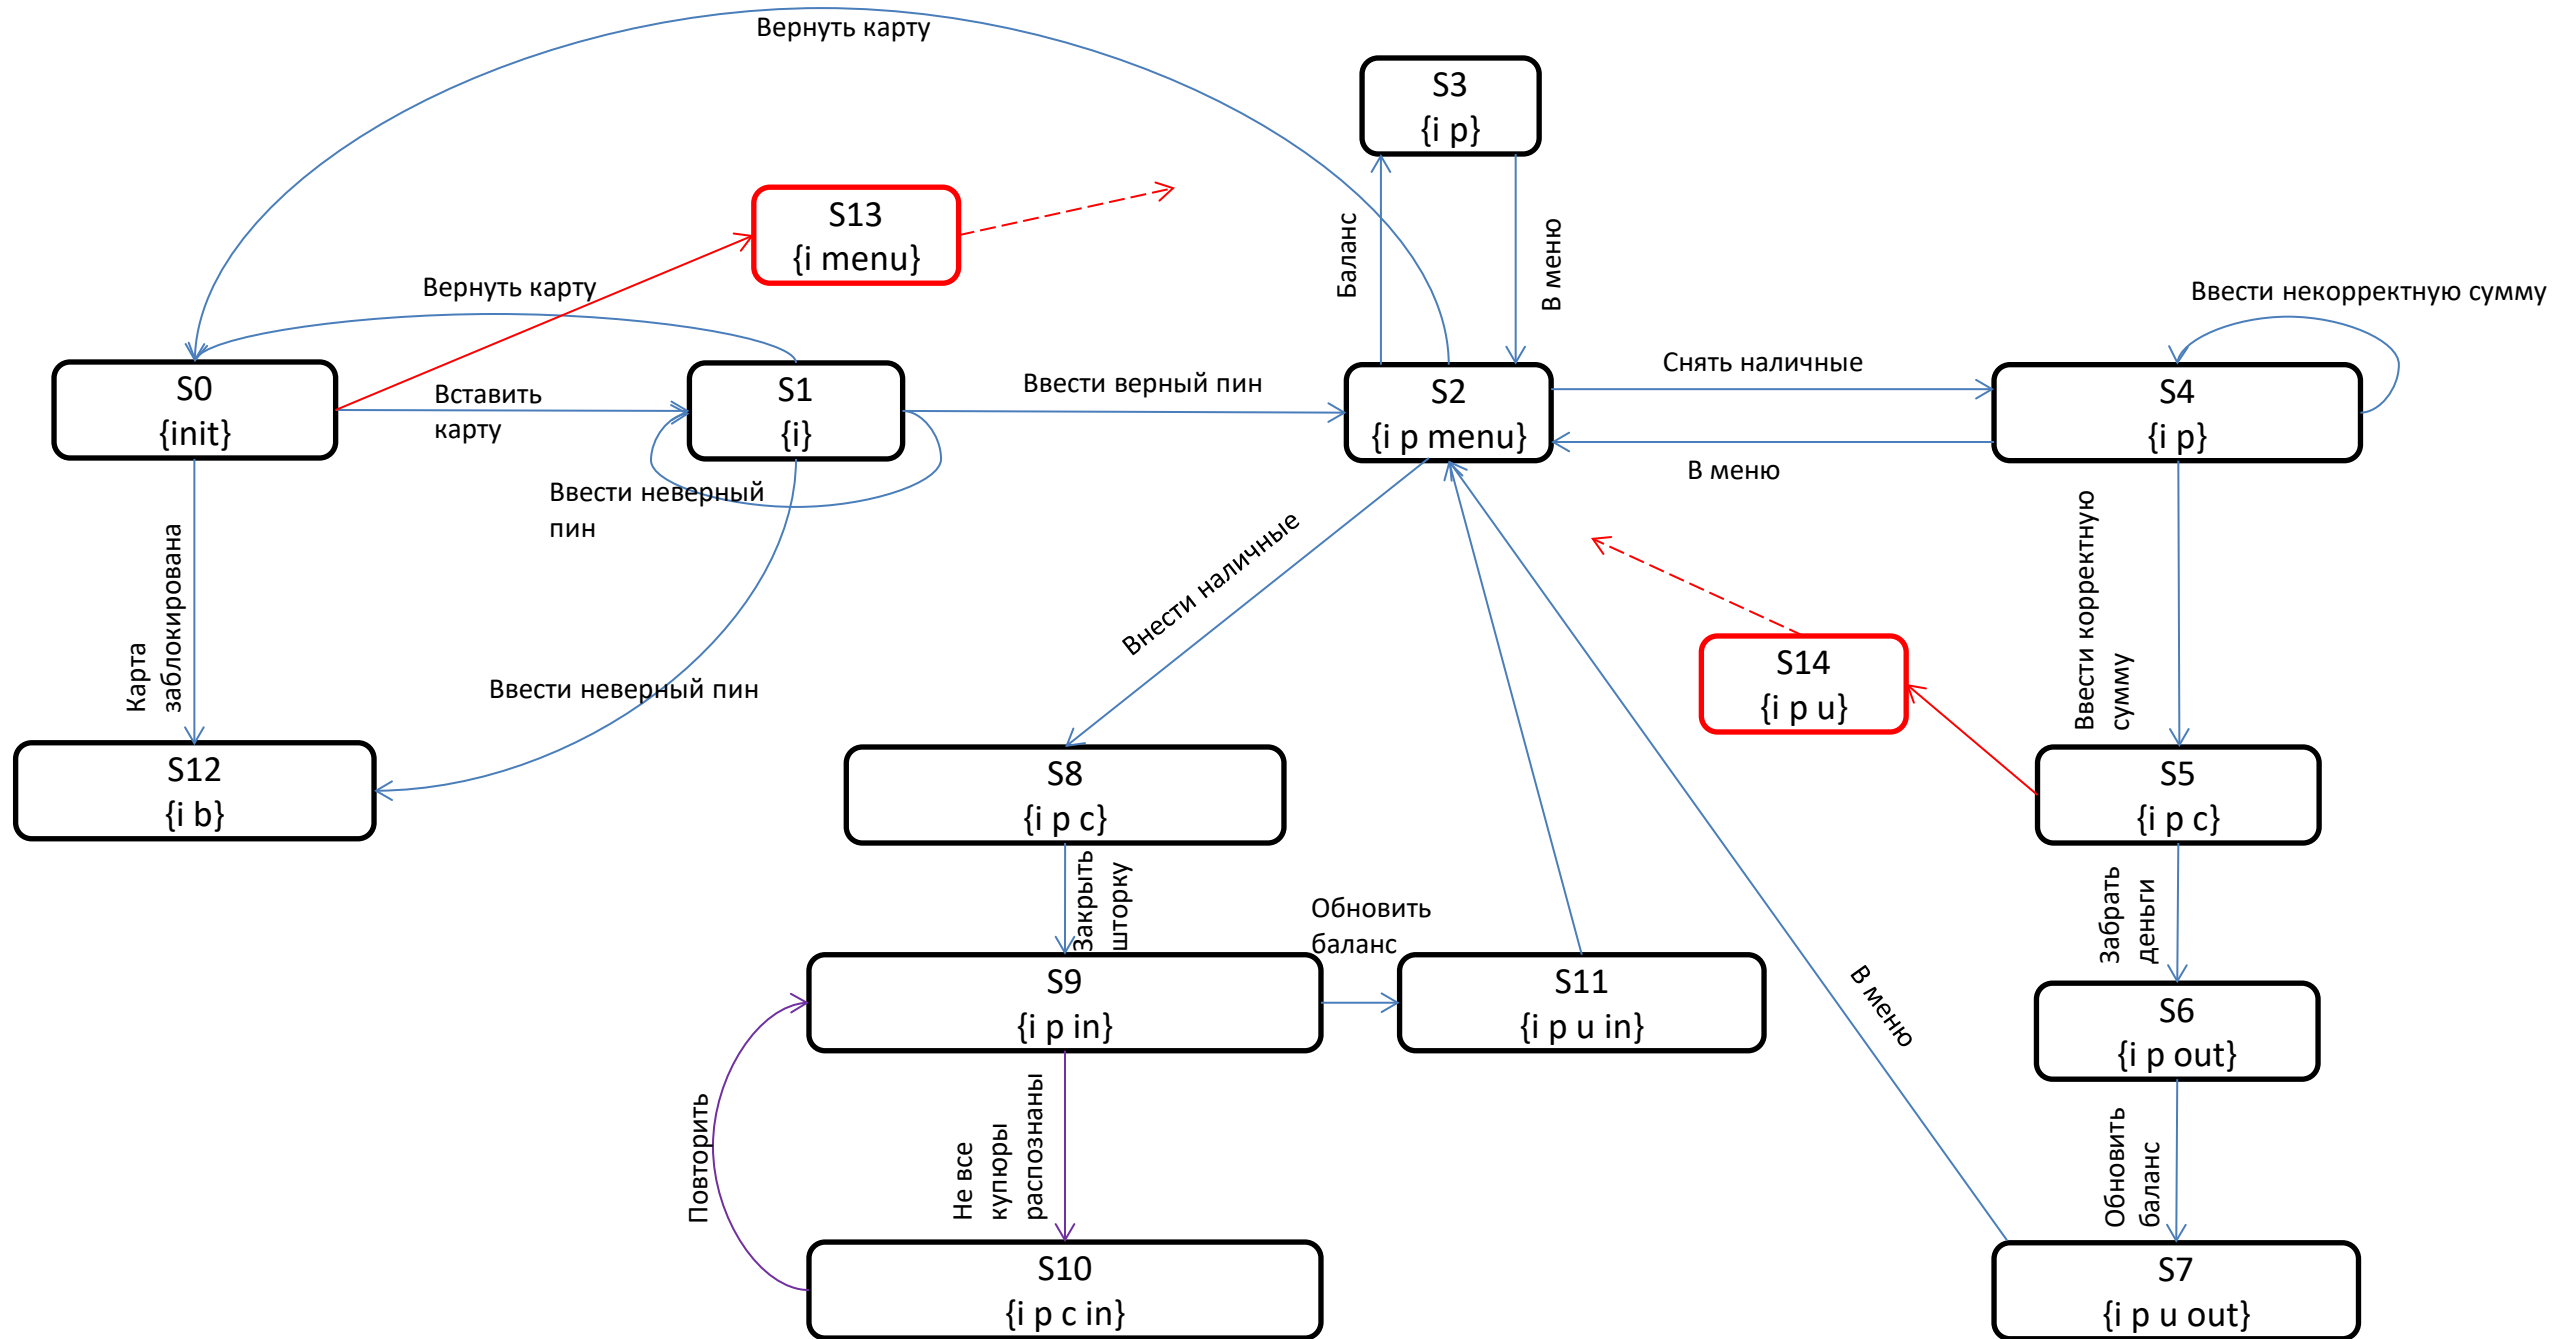 Вернуть карту
S3
{i p}
S13
{i menu}
Баланс
В меню
Вернуть карту
Ввести некорректную сумму
S0
{init}
Вставить
карту
S1
{i}
Ввести верный пин
S2
{i p menu}
Снять наличные
В меню
S4
{i p}
Ввести неверный
пин
Карта
заблокирована
Внести наличные
Ввести корректную
сумму
S14
{i p u}
Ввести неверный пин
S12
{i b}
S8
{i p c}
S5
{i p c}
Закрыть
шторку
Забрать
деньги
Обновить
баланс
S9
{i p in}
S11
{i p u in}
В меню
S6
{i p out}
Повторить
Не все
купюры
распознаны
Обновить
баланс
S10
{i p c in}
S7
{i p u out}